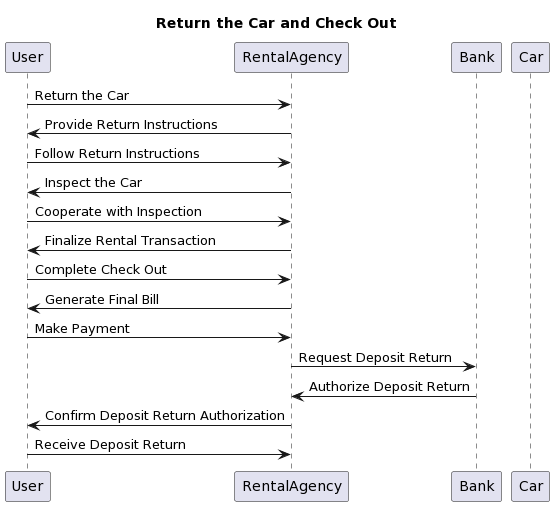 Return the Car and Check Out
User RentalAgency Bank Car
Return the Car
Provide Return Instructions
Follow Return Instructions
Inspect the Car
Cooperate with Inspection
Finalize Rental Transaction
Complete Check Out
Generate Final Bill
Make Payment
Request Deposit Return
Authorize Deposit Return
Confirm Deposit Return Authorization
Receive Deposit Return
User RentalAgency Bank Car